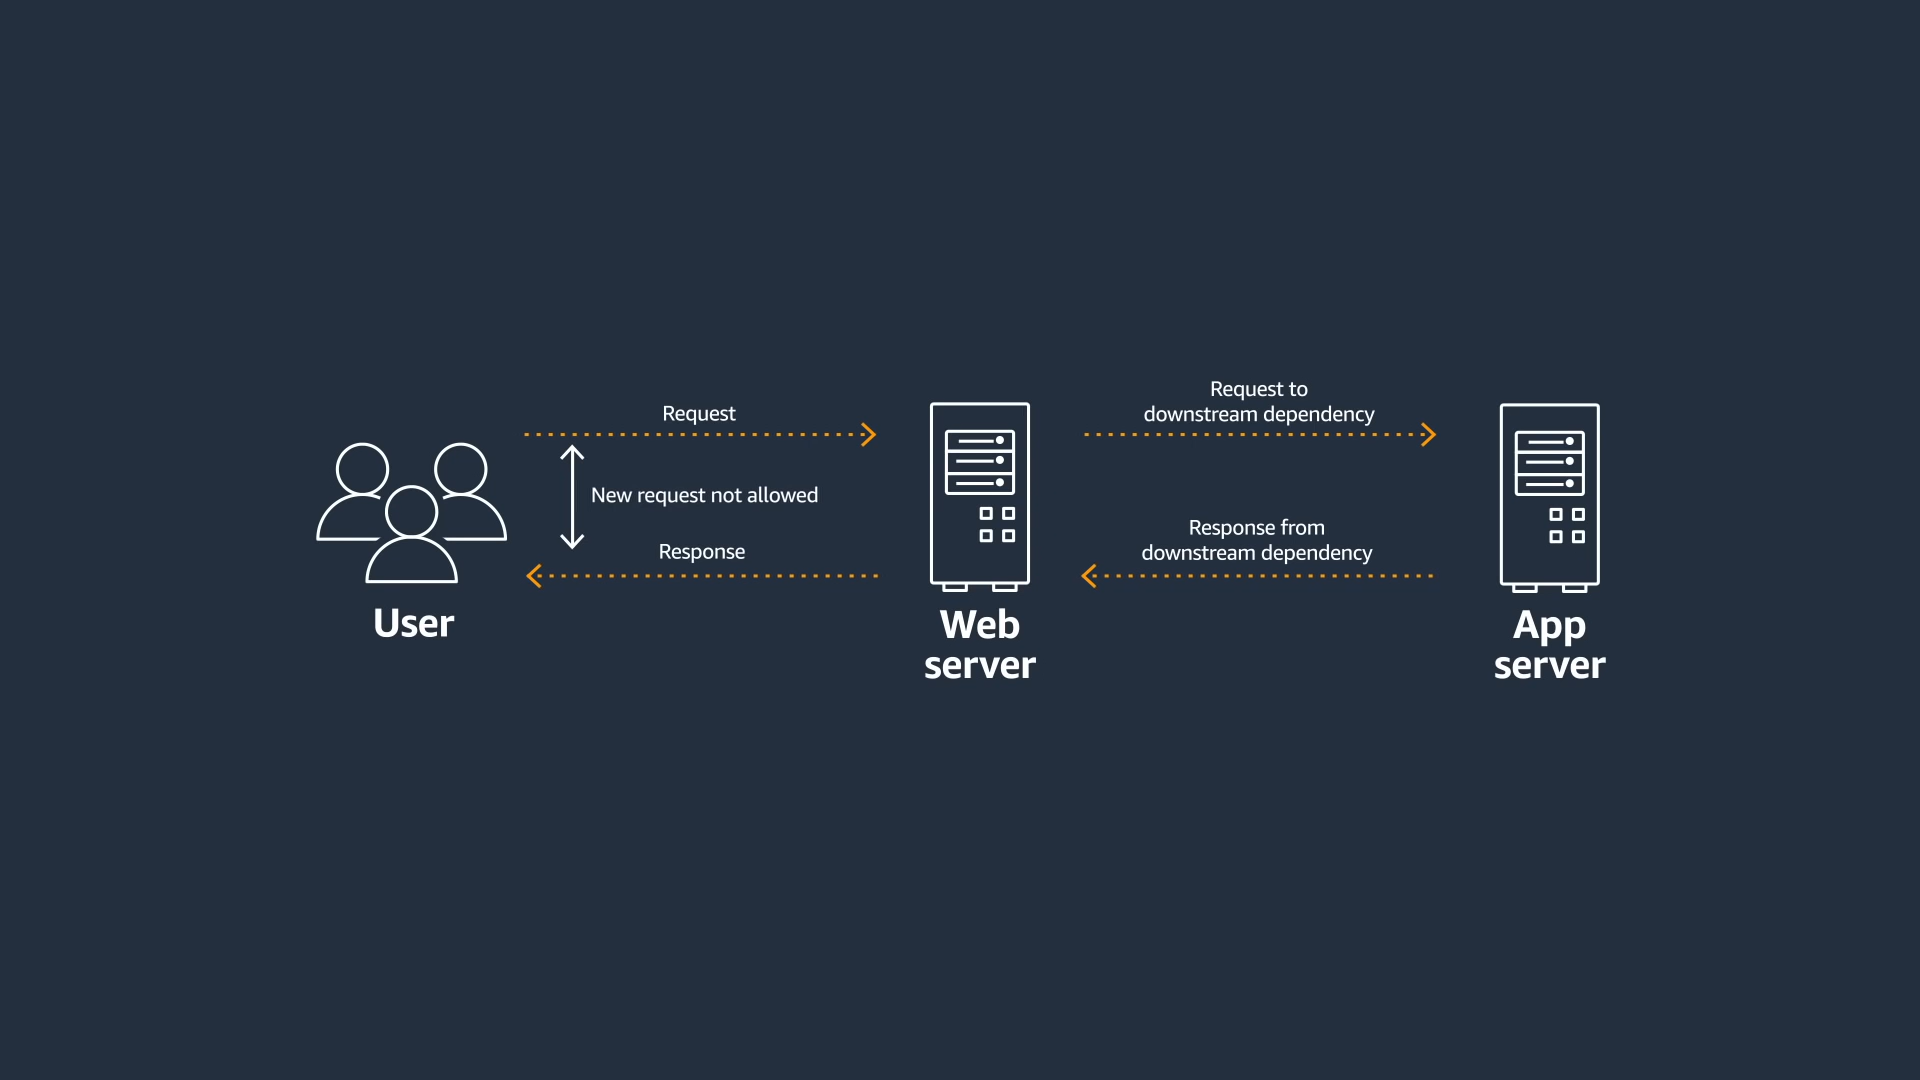 Request
New request not allowed
Response
User
Web
server
Request to
downstream dependency
Response from
downstream dependency
App
server